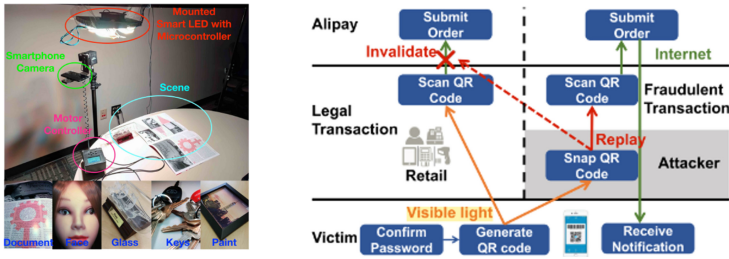 Mounted
Smart LED with
Microcontroller
Smartphone
Camera
Scene
Motor
Controller
Document
Face
Glass
Keys
Paint
Alipay
Submit
Order
Submit
Order
Invalidate
Internet
Scan QR
Code
Scan QR
Code
Fraudulent
Transaction
Legal
Transaction
Retail
Replay
Snap QR
Code
Attacker
Visible light
Victim
Confirm
Password
Generate
QR code
Receive
Notification